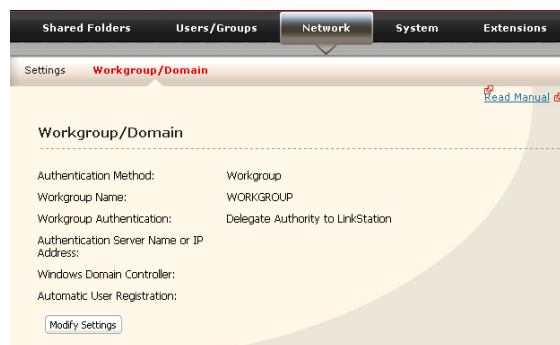 Shared Folders Users/Groups Network System Extensions
Settings Workgroup/Domain
Read Manual
Workgroup/Domain
Authentication Method: Workgroup
Workgroup Name: WORKGROUP
Workgroup Authentication: Delegate Authority to LinkStation
Authentication Server Name or IP
Address:
Windows Domain Controller:
Automatic User Registration:
Modify Settings